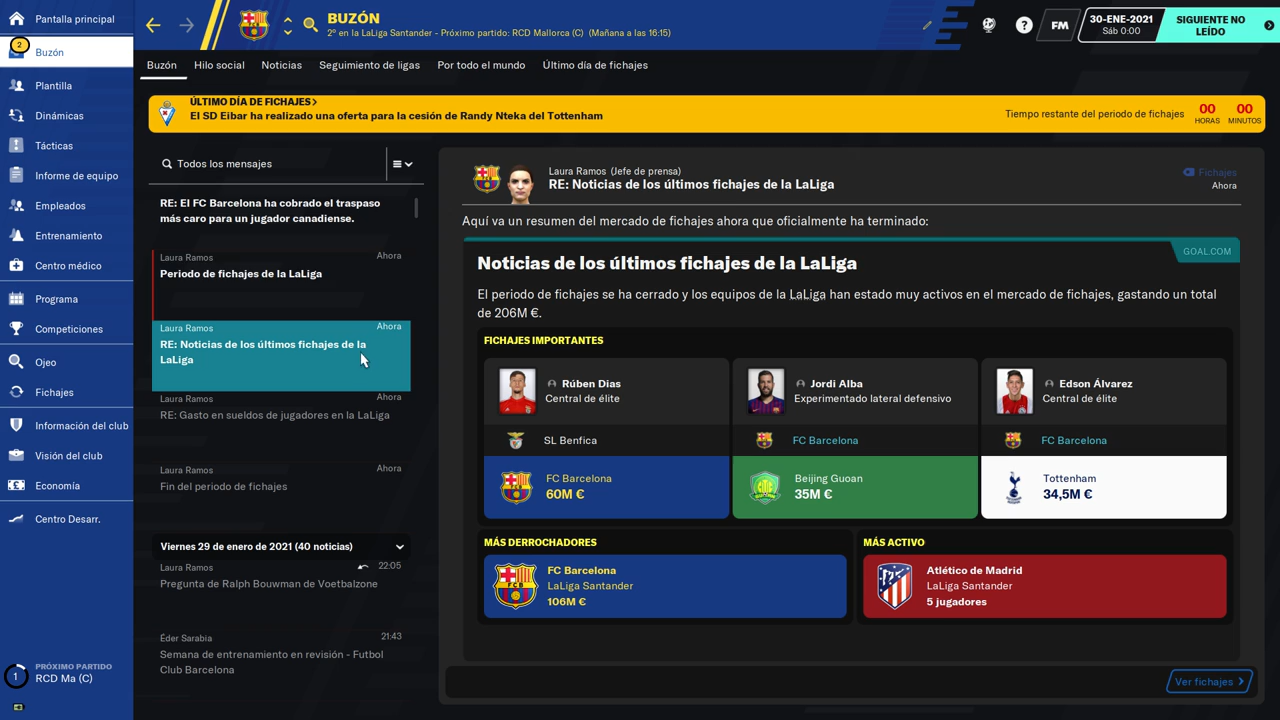 Pantalla principal
2
Buzón
Plantilla
Dinámicas
Tácticas
Informe de equipo
Empleados
Entrenamiento
Centro médico
Programa
Competiciones
Ojeo
Fichajes
Información del club
Visión del club
Economía
Centro Desarr.
1
PRÓXIMO PARTIDO
RCD Ma (C)
BUZÓN
2º en la LaLiga Santander - Próximo partido: RCD Mallorca (C) (Mañana a las 16:15)
?
FM
30-ENE-2021
Sáb 0:00
SIGUIENTE NO
LEÍDO
Buzón Hilo social Noticias Seguimiento de ligas Por todo el mundo Último día de fichajes
ÚLTIMO DÍA DE FICHAJES>
El SD Eibar ha realizado una oferta para la cesión de Randy Nteka del Tottenham
Tiempo restante del periodo de fichajes
00 00
HORAS MINUTOS
Todos los mensajes
RE: El FC Barcelona ha cobrado el traspaso
más caro para un jugador canadiense.
Laura Ramos Ahora
Periodo de fichajes de la LaLiga
Laura Ramos Ahora
RE: Noticias de los últimos fichajes de la
LaLiga
Laura Ramos Ahora
RE: Gasto en sueldos de jugadores en la LaLiga
Laura Ramos Ahora
Fin del periodo de fichajes
Viernes 29 de enero de 2021 (40 noticias)
Laura Ramos 22:05
Pregunta de Ralph Bouwman de Voetbalzone
Éder Sarabia 21:43
Semana de entrenamiento en revisión - Futbol
Club Barcelona
Laura Ramos (Jefe de prensa)
RE: Noticias de los últimos fichajes de la LaLiga
Fichajes
Ahora
Aquí va un resumen del mercado de fichajes ahora que oficialmente ha terminado:
GOAL.COM
Noticias de los últimos fichajes de la LaLiga
El periodo de fichajes se ha cerrado y los equipos de la LaLiga han estado muy activos en el mercado de fichajes, gastando un total
de 206M €.
FICHAJES IMPORTANTES
Rúben Dias
Central de élite
SL Benfica
FC Barcelona
60M €
Jordi Alba
Experimentado lateral defensivo
FC Barcelona
Beijing Guoan
35M €
Edson Álvarez
Central de élite
FC Barcelona
Tottenham
34,5M €
MÁS DERROCHADORES
FC Barcelona
LaLiga Santander
106M €
MÁS ACTIVO
Atlético de Madrid
LaLiga Santander
5 jugadores
Ver fichajes >